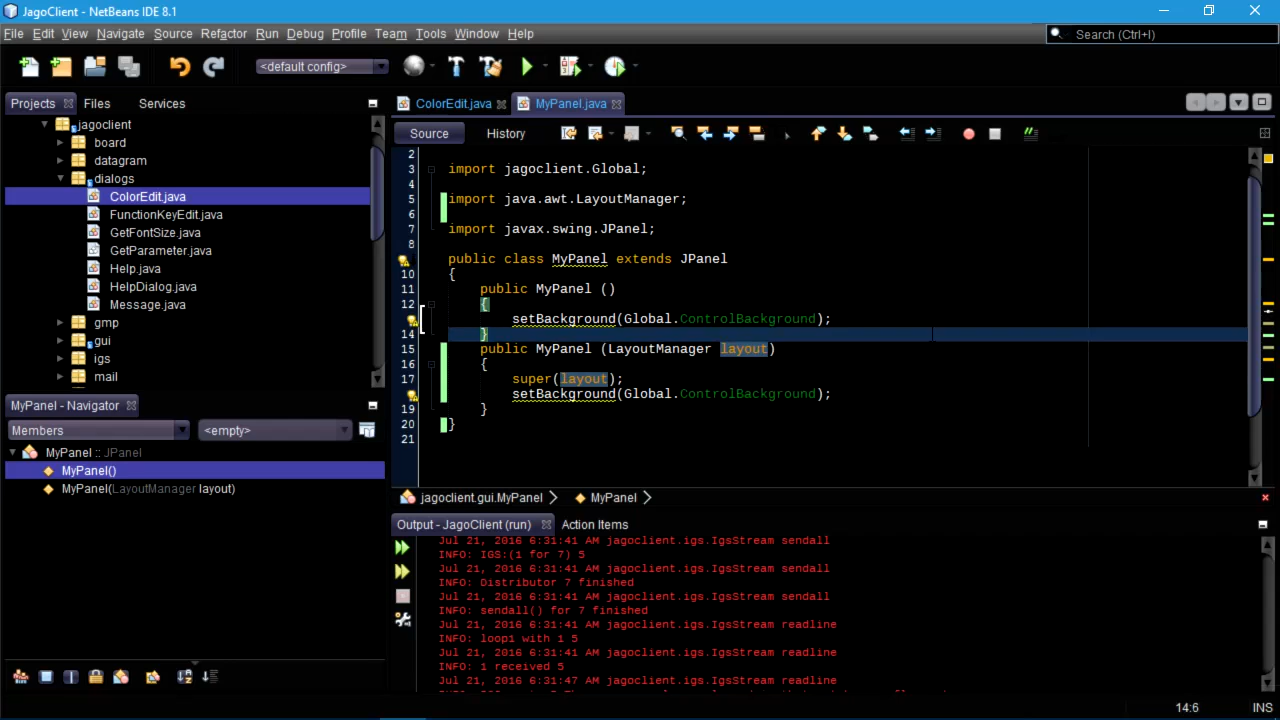 JagoClient - NetBeans IDE 8.1
File Edit View Navigate Source Refactor Run Debug Profile Team Tools Window Help
Search (Ctrl+I)
<default config>
Projects Files Services
jagoclient
board
datagram
dialogs
ColorEdit.java
FunctionKeyEdit.java
GetFontSize.java
GetParameter.java
Help.java
HelpDialog.java
Message.java
gmp
gui
igs
mail
MyPanel - Navigator
Members <empty>
MyPanel :: JPanel
MyPanel()
MyPanel(LayoutManager layout)
ColorEdit.java MyPanel.java
Source History
2
3 import jagoclient.Global;
4
5 import java.awt.LayoutManager;
6
7 import javax.swing.JPanel;
8
public class MyPanel extends JPanel
10 {
11 public MyPanel ()
12 {
setBackground(Global.ControlBackground);
14 }
15 public MyPanel (LayoutManager layout)
16 {
17 super(layout);
setBackground(Global.ControlBackground);
19 }
20 }
21
jagoclient.gui.MyPanel MyPanel
Output - JagoClient (run) Action Items
Jul 21, 2016 6:31:41 AM jagoclient.igs.IgsStream sendall
INFO: IGS:(1 for 7) 5
Jul 21, 2016 6:31:41 AM jagoclient.igs.IgsStream sendall
INFO: Distributor 7 finished
Jul 21, 2016 6:31:41 AM jagoclient.igs.IgsStream sendall
INFO: sendall() for 7 finished
Jul 21, 2016 6:31:41 AM jagoclient.igs.IgsStream readline
INFO: loop1 with 1 5
Jul 21, 2016 6:31:41 AM jagoclient.igs.IgsStream readline
INFO: 1 received 5
Jul 21, 2016 6:31:47 AM jagoclient.igs.IgsStream readline
14:6 INS